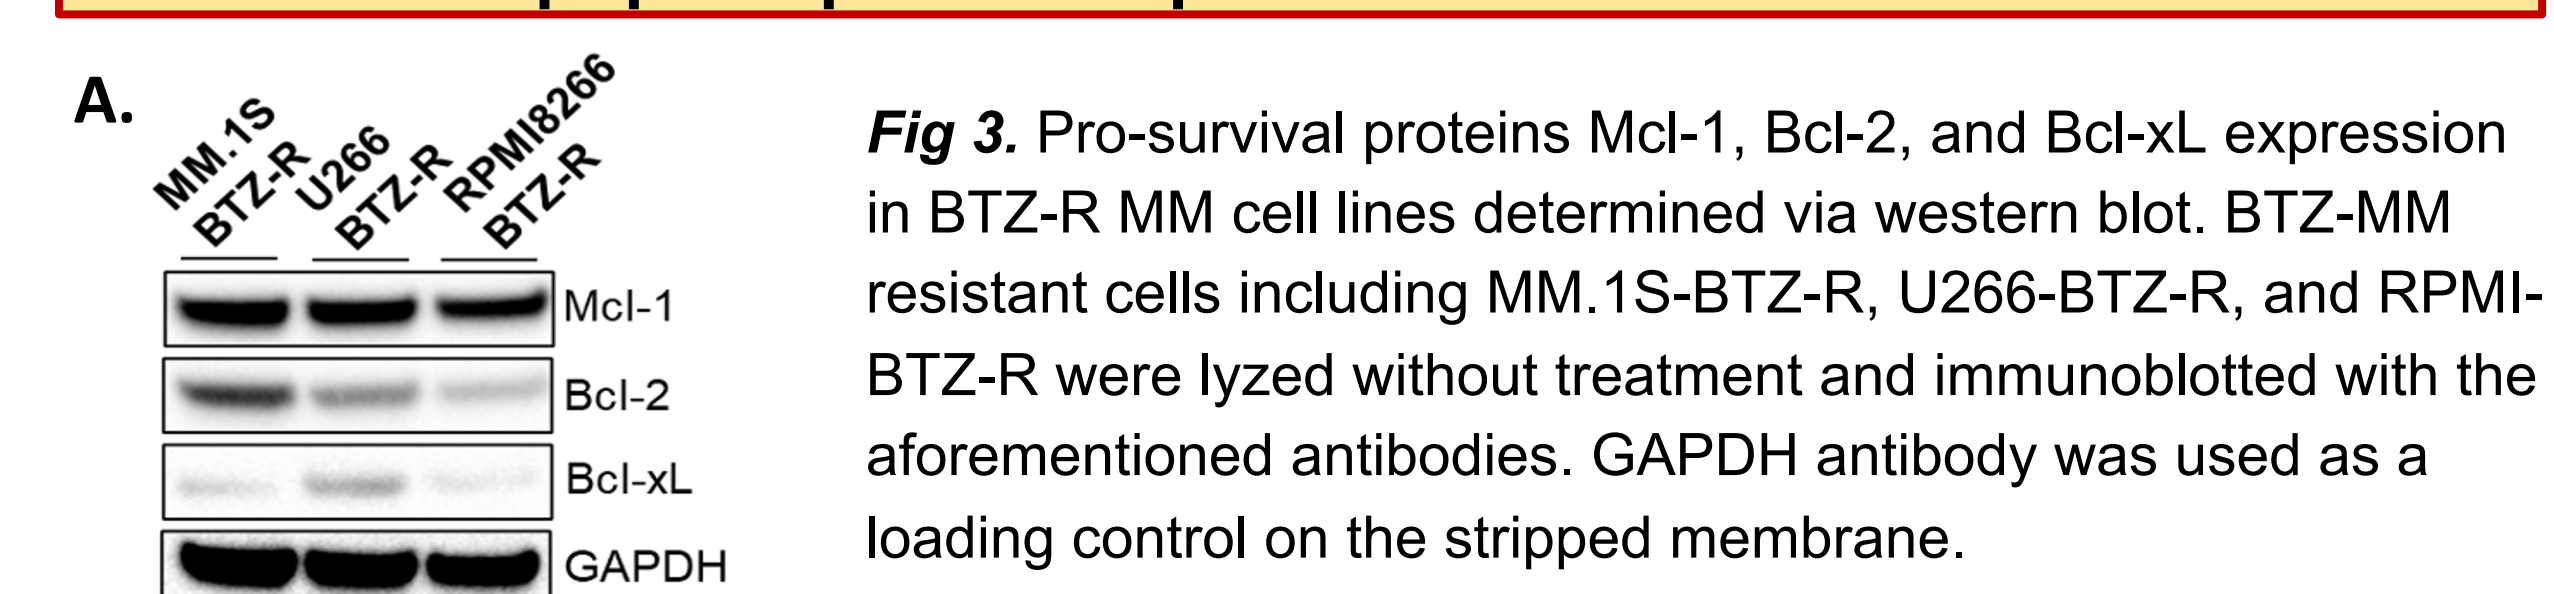 A.
MM.1S
BTZ-R
U266
BTZ-R
RPMI8266
BTZ-R
Mcl-1
Bcl-2
Bcl-xL
GAPDH
Fig 3. Pro-survival proteins Mcl-1, Bcl-2, and Bcl-xL expression
in BTZ-R MM cell lines determined via western blot. BTZ-MM
resistant cells including MM.1S-BTZ-R, U266-BTZ-R, and RPMI-
BTZ-R were lyzed without treatment and immunoblotted with the
aforementioned antibodies. GAPDH antibody was used as a
loading control on the stripped membrane.